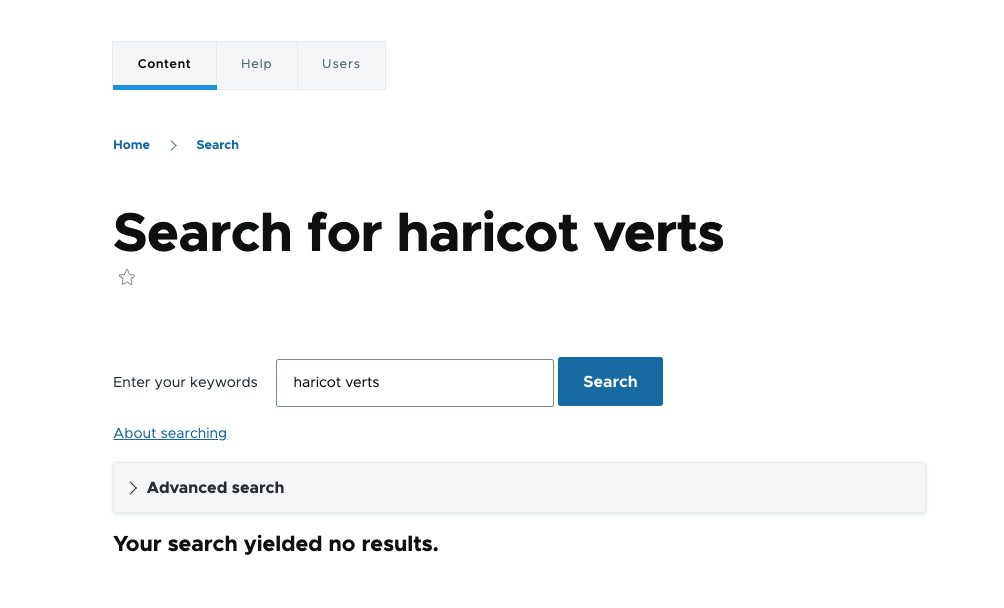 Content Help Users
Home Search
Search for haricot verts
Enter your keywords haricot verts Search
About searching
Advanced search
Your search yielded no results.